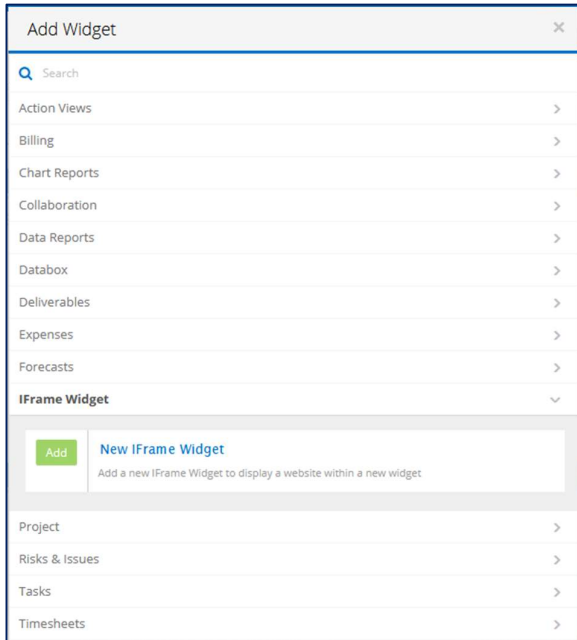 Add Widget
Search
Action Views
Billing
Chart Reports
Collaboration
Data Reports
Databox
Deliverables
Expenses
Forecasts
IFrame Widget
Add
New IFrame Widget
Add a new IFrame Widget to display a website within a new widget
Project
Risks & Issues
Tasks
Timesheets